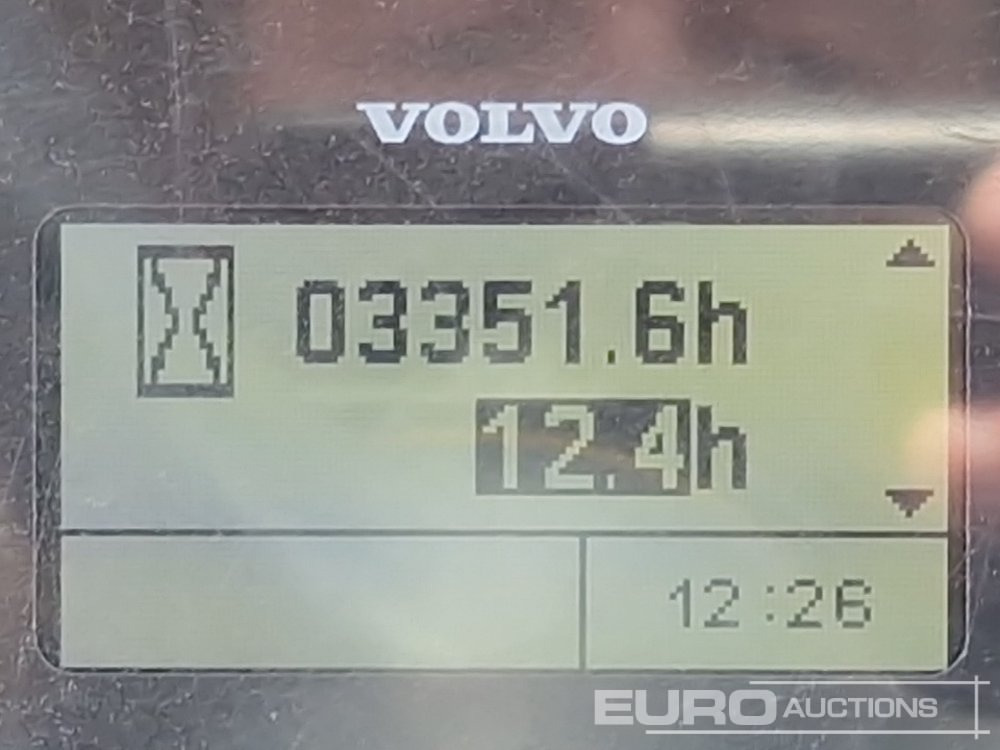 VOLVO
03351.6h
12.4h
12:26
EURO AUCTIONS